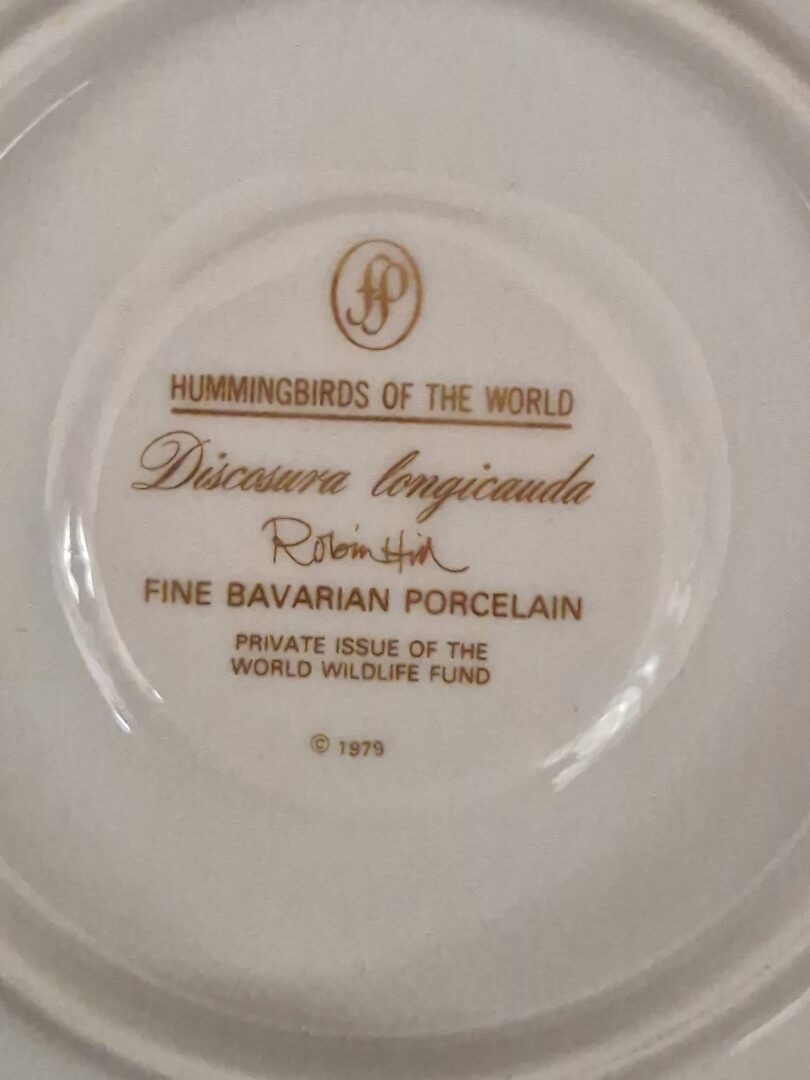 FP
HUMMINGBIRDS OF THE WORLD
Discosura longicauda
Robin Hill
FINE BAVARIAN PORCELAIN
PRIVATE ISSUE OF THE
WORLD WILDLIFE FUND
© 1979